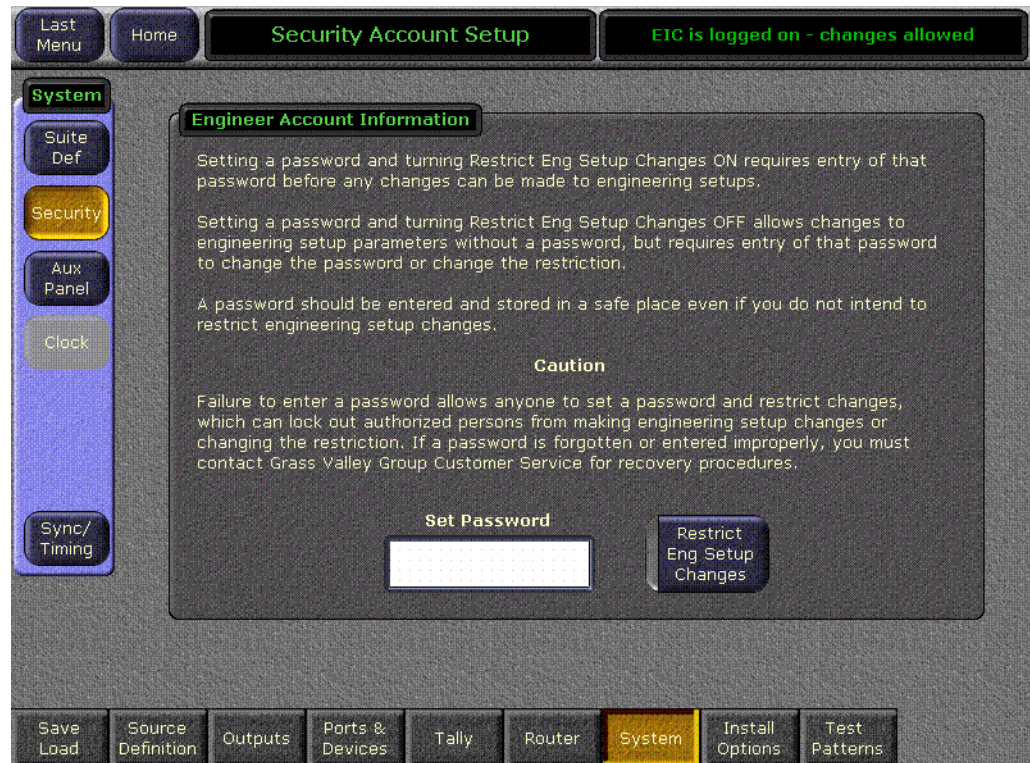 Last
Menu
Home
Security Account Setup
EIC is logged on - changes allowed
System
Suite
Def
Security
Aux
Panel
Clock
Sync/
Timing
Engineer Account Information
Setting a password and turning Restrict Eng Setup Changes ON requires entry of that
password before any changes can be made to engineering setups.
Setting a password and turning Restrict Eng Setup Changes OFF allows changes to
engineering setup parameters without a password, but requires entry of that password
to change the password or change the restriction.
A password should be entered and stored in a safe place even if you do not intend to
restrict engineering setup changes.
Caution
Failure to enter a password allows anyone to set a password and restrict changes,
which can lock out authorized persons from making engineering setup changes or
changing the restriction. If a password is forgotten or entered improperly, you must
contact Grass Valley Group Customer Service for recovery procedures.
Set Password
Restrict
Eng Setup
Changes
Save
Load
Source
Definition
Outputs
Ports &
Devices
Tally
Router
System
Install
Options
Test
Patterns